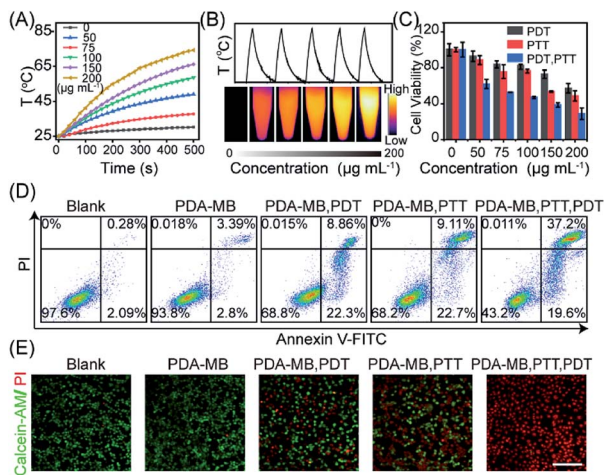 (A)
T (℃)
85
65
45
25
0
50
75
100
150
200
(μg mL⁻¹)
0 100 200 300 400 500
Time (s)
(B)
T (℃)
High
Low
0
200
Concentration (μg mL⁻¹)
(C)
Cell Viability (%)
120
80
40
0
PDT
PTT
PDT,PTT
0 50 75 100 150 200
Concentration (μg mL⁻¹)
(D)
Blank PDA-MB PDA-MB,PDT PDA-MB,PTT PDA-MB,PTT,PDT
0% 0.28% 0.018% 3.39% 0.015% 8.86% 0% 9.11% 0.011% 37.2%
PI
97.6% 2.09% 93.8% 2.8% 68.8% 22.3% 68.2% 22.7% 43.2% 19.6%
Annexin V-FITC
(E)
Blank PDA-MB PDA-MB,PDT PDA-MB,PTT PDA-MB,PTT,PDT
Calcein-AM/ PI